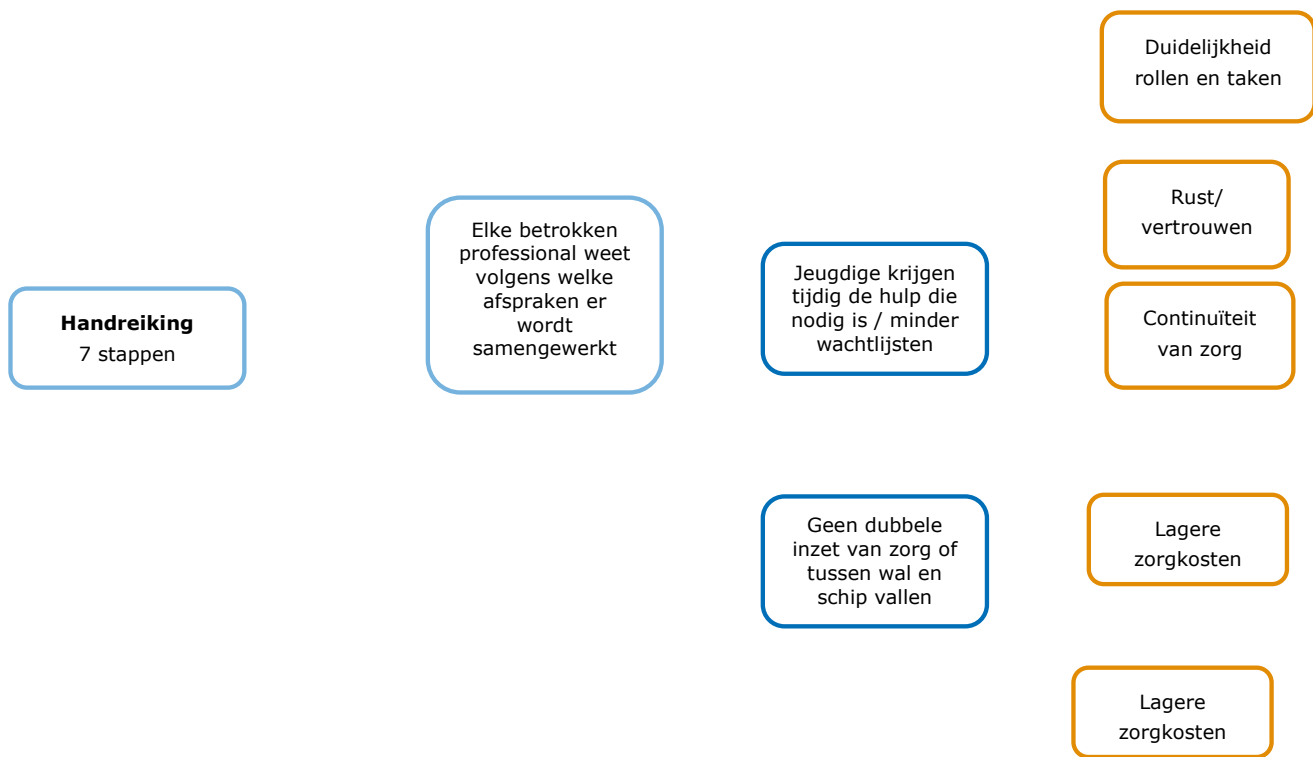 Handreiking
7 stappen
Elke betrokken
professional weet
volgens welke
afspraken er
wordt
samengewerkt
Jeugdige krijgen
tijdig de hulp die
nodig is / minder
wachtlijsten
Geen dubbele
inzet van zorg of
tussen wal en
schip vallen
Duidelijkheid
rollen en taken
Rust/
vertrouwen
Continuïteit
van zorg
Lagere
zorgkosten
Lagere
zorgkosten